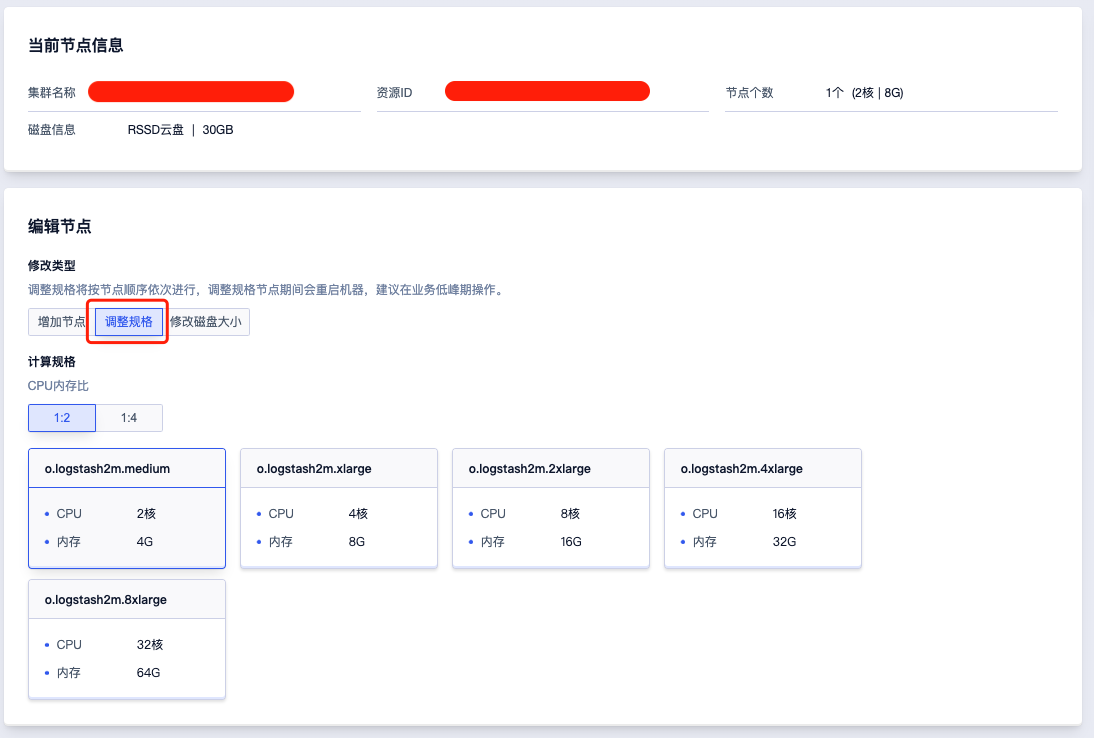 当前节点信息
集群名称
资源ID
节点个数 1个 (2核 | 8G)
磁盘信息 RSSD云盘 | 30GB
编辑节点
修改类型
调整规格将按节点顺序依次进行，调整规格节点期间会重启机器，建议在业务低峰期操作。
增加节点 调整规格 修改磁盘大小
计算规格
CPU内存比
1:2 1:4
o.logstash2m.medium
• CPU 2核
• 内存 4G
o.logstash2m.xlarge
• CPU 4核
• 内存 8G
o.logstash2m.2xlarge
• CPU 8核
• 内存 16G
o.logstash2m.4xlarge
• CPU 16核
• 内存 32G
o.logstash2m.8xlarge
• CPU 32核
• 内存 64G